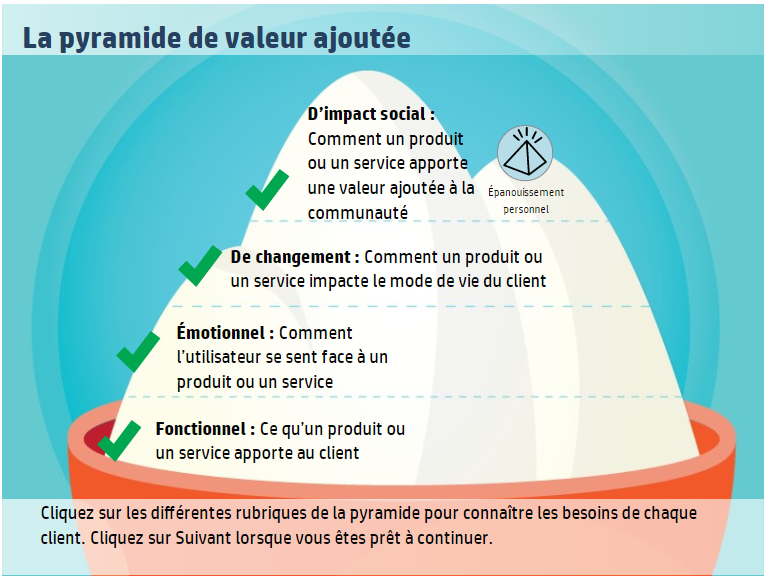 La pyramide de valeur ajoutée
D’impact social :
Comment un produit
ou un service apporte
une valeur ajoutée à la
communauté
Épanouissement
personnel
De changement : Comment un produit ou
un service impacte le mode de vie du client
Émotionnel : Comment
l’utilisateur se sent face à un
produit ou un service
Fonctionnel : Ce qu’un produit ou
un service apporte au client
Cliquez sur les différentes rubriques de la pyramide pour connaître les besoins de chaque
client. Cliquez sur Suivant lorsque vous êtes prêt à continuer.